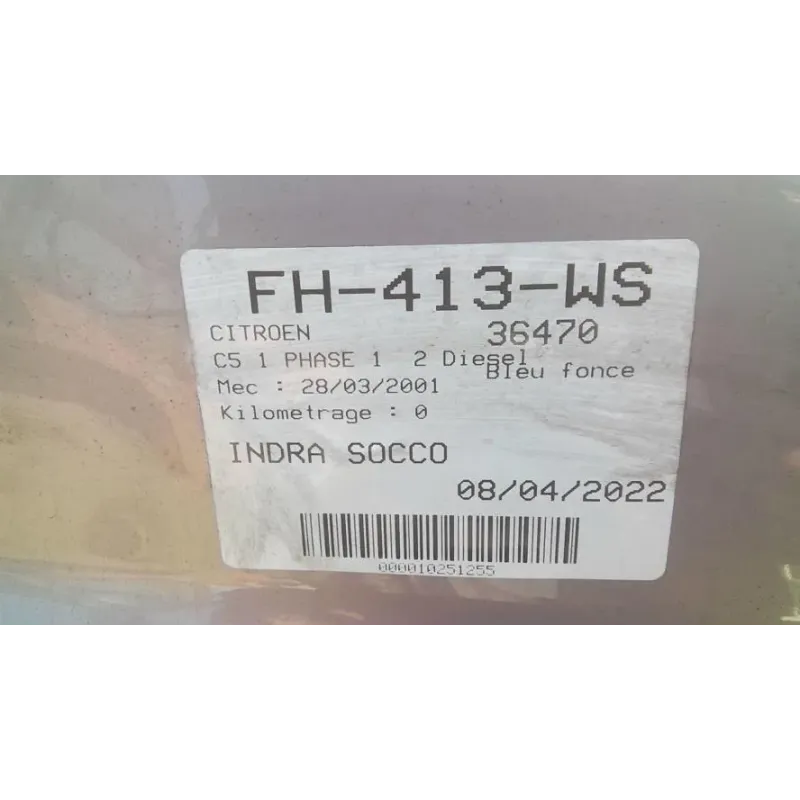 FH-413-WS
CITROEN 36470
C5 1 PHASE 1 2 Diesel
Bleu fonce
Mec : 28/03/2001
Kilometrage : 0
INDRA SOCCO
08/04/2022
000010251255